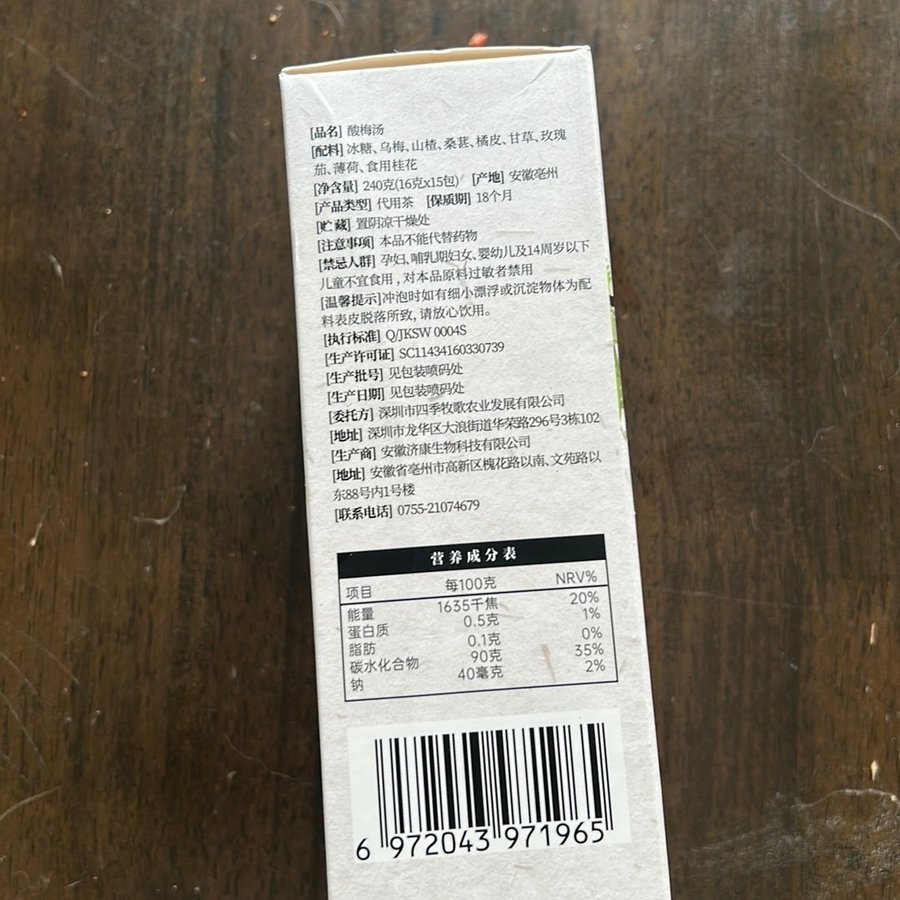 [品名] 酸梅汤
[配料] 冰糖、乌梅、山楂、桑葚、橘皮、甘草、玫瑰
茄、薄荷、食用桂花
[净含量] 240克(16克x15包) [产地] 安徽亳州
[产品类型] 代用茶 [保质期] 18个月
[贮藏] 置阴凉干燥处
[注意事项] 本品不能代替药物
[禁忌人群] 孕妇、哺乳期妇女、婴幼儿及14周岁以下
儿童不宜食用，对本品原料过敏者禁用
[温馨提示]冲泡时如有细小漂浮或沉淀物体为配
料表皮脱落所致，请放心饮用。
[执行标准] Q/JKSW 0004S
[生产许可证] SC11434160330739
[生产批号] 见包装喷码处
[生产日期] 见包装喷码处
[委托方] 深圳市四季牧歌农业发展有限公司
[地址] 深圳市龙华区大浪街道华荣路296号3栋102
[生产商] 安徽济康生物科技有限公司
[地址] 安徽省亳州市高新区槐花路以南、文苑路以
东88号内1号楼
[联系电话] 0755-21074679
营养成分表
项目 每100克 NRV%
能量 1635千焦 20%
蛋白质 0.5克 1%
脂肪 0.1克 0%
碳水化合物 90克 35%
钠 40毫克 2%
6 972043 971965